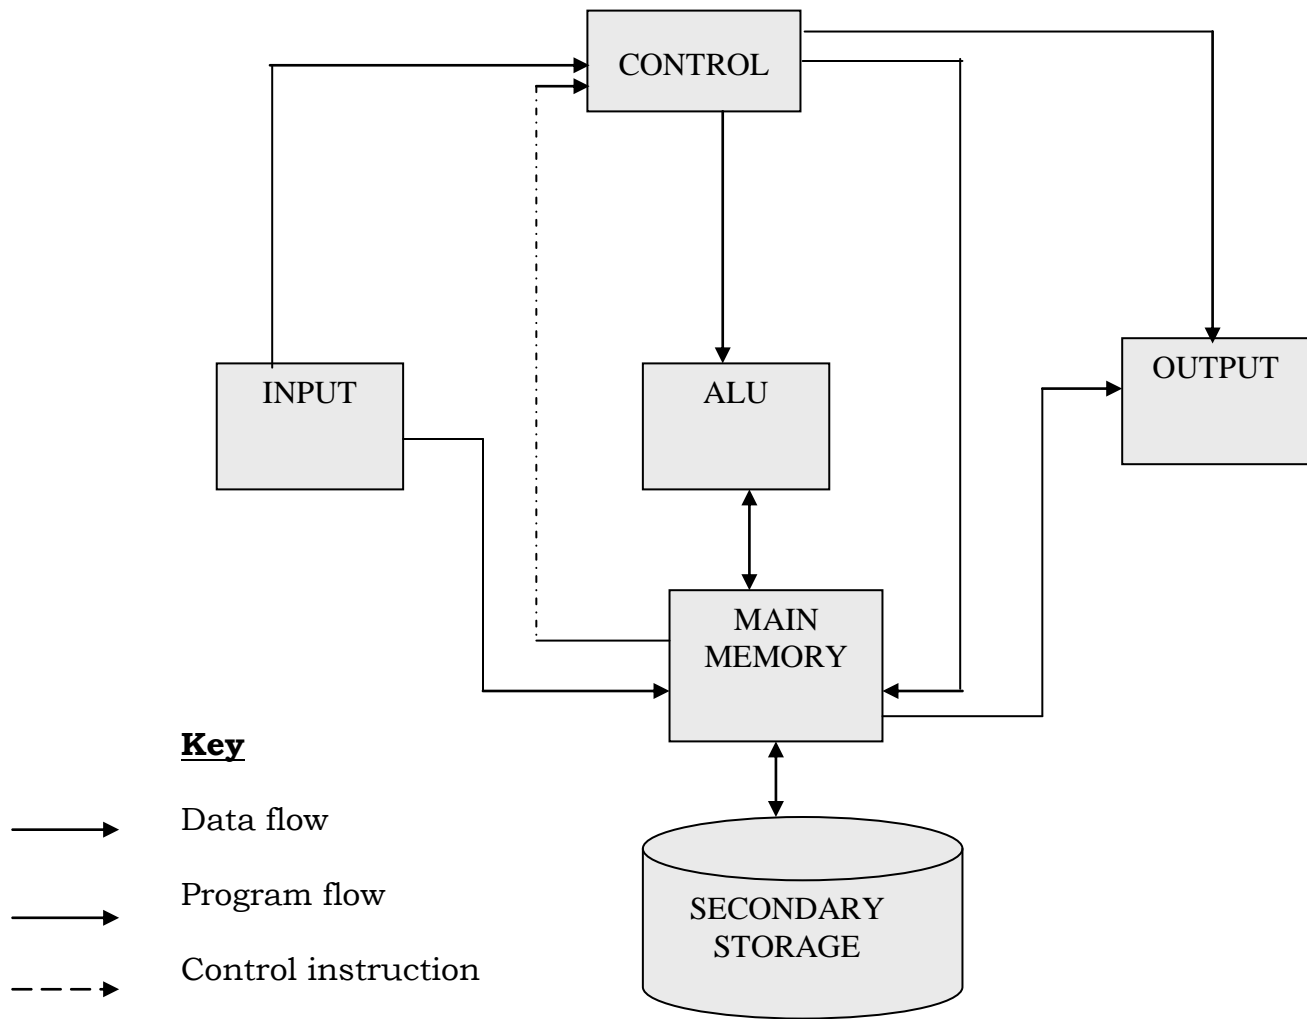 CONTROL
INPUT
ALU
OUTPUT
MAIN
MEMORY
Key
Data flow
Program flow
Control instruction
SECONDARY
STORAGE